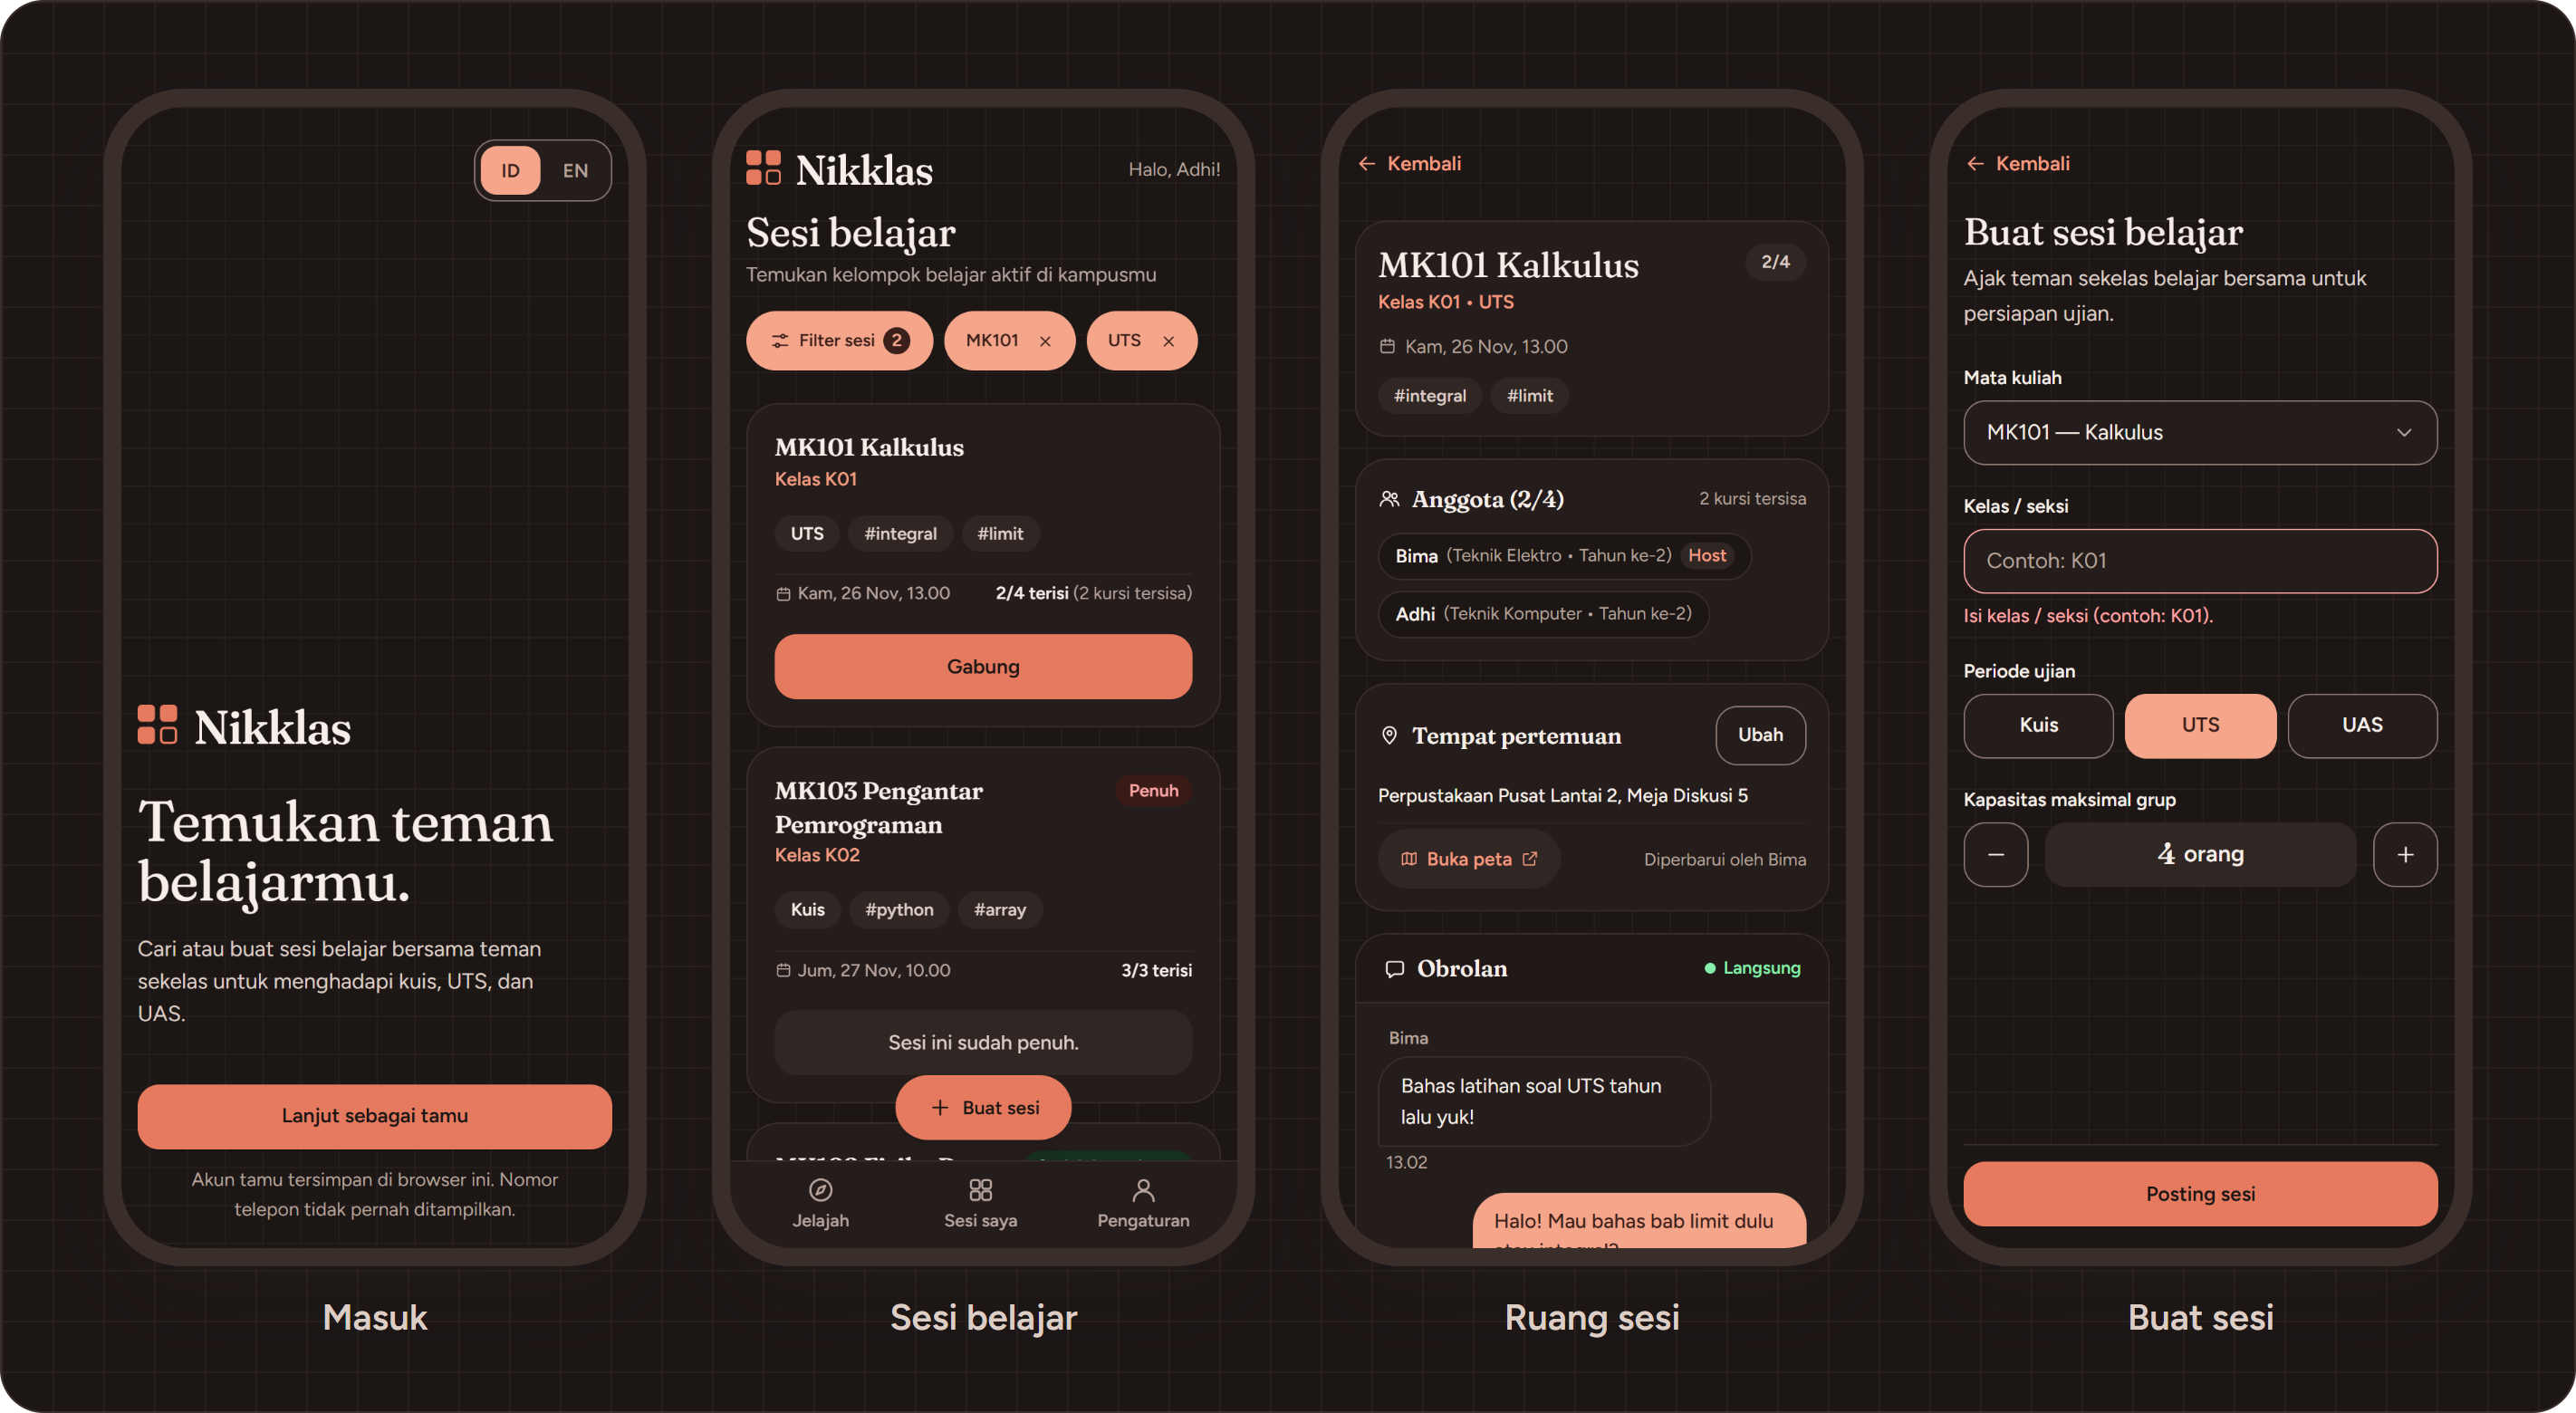 ID EN
Nikklas
Temukan teman
belajarmu.
Cari atau buat sesi belajar bersama teman
sekelas untuk menghadapi kuis, UTS, dan
UAS.
Lanjut sebagai tamu
Akun tamu tersimpan di browser ini. Nomor
telepon tidak pernah ditampilkan.
Masuk
Nikklas
Halo, Adhi!
Sesi belajar
Temukan kelompok belajar aktif di kampusmu
Filter sesi 2 MK101 × UTS ×
MK101 Kalkulus
Kelas K01
UTS #integral #limit
Kam, 26 Nov, 13.00 2/4 terisi (2 kursi tersisa)
Gabung
MK103 Pengantar
Pemrograman
Penuh
Kelas K02
Kuis #python #array
Jum, 27 Nov, 10.00 3/3 terisi
Sesi ini sudah penuh.
+ Buat sesi
Jelajah Sesi saya Pengaturan
Sesi belajar
← Kembali
MK101 Kalkulus 2/4
Kelas K01 • UTS
Kam, 26 Nov, 13.00
#integral #limit
Anggota (2/4) 2 kursi tersisa
Bima (Teknik Elektro • Tahun ke-2) Host
Adhi (Teknik Komputer • Tahun ke-2)
Tempat pertemuan Ubah
Perpustakaan Pusat Lantai 2, Meja Diskusi 5
Buka peta Diperbarui oleh Bima
Obrolan Langsung
Bima
Bahas latihan soal UTS tahun
lalu yuk!
13.02
Halo! Mau bahas bab limit dulu
Ruang sesi
← Kembali
Buat sesi belajar
Ajak teman sekelas belajar bersama untuk
persiapan ujian.
Mata kuliah
MK101 — Kalkulus
Kelas / seksi
Contoh: K01
Isi kelas / seksi (contoh: K01).
Periode ujian
Kuis UTS UAS
Kapasitas maksimal grup
− 4 orang +
Posting sesi
Buat sesi